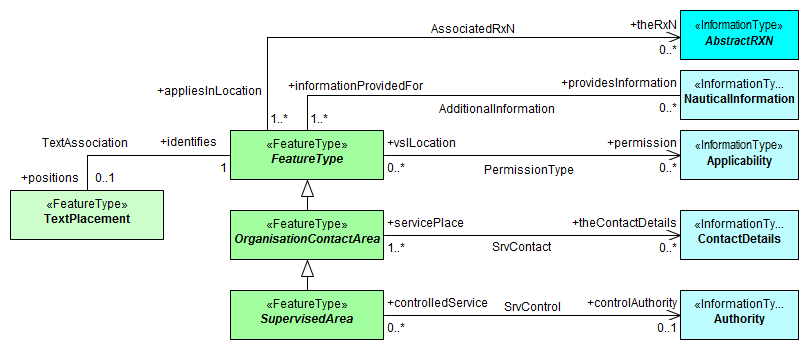 AssociatedRxN
+theRxN
0..*
«InformationType»
AbstractRXN
+appliesInLocation
1..*
+informationProvidedFor
1..*
AdditionalInformation
+providesInformation
0..*
«InformationTy...
NauticalInformation
TextAssociation
+identifies
1
+positions
0..1
«FeatureType»
TextPlacement
«FeatureType»
FeatureType
+vslLocation
0..*
PermissionType
+permission
0..*
«InformationType»
Applicability
«FeatureType»
OrganisationContactArea
+servicePlace
1..*
SrvContact
+theContactDetails
0..*
«InformationTy...
ContactDetails
«FeatureType»
SupervisedArea
+controlledService
0..*
SrvControl
+controlAuthority
0..1
«InformationTy...
Authority